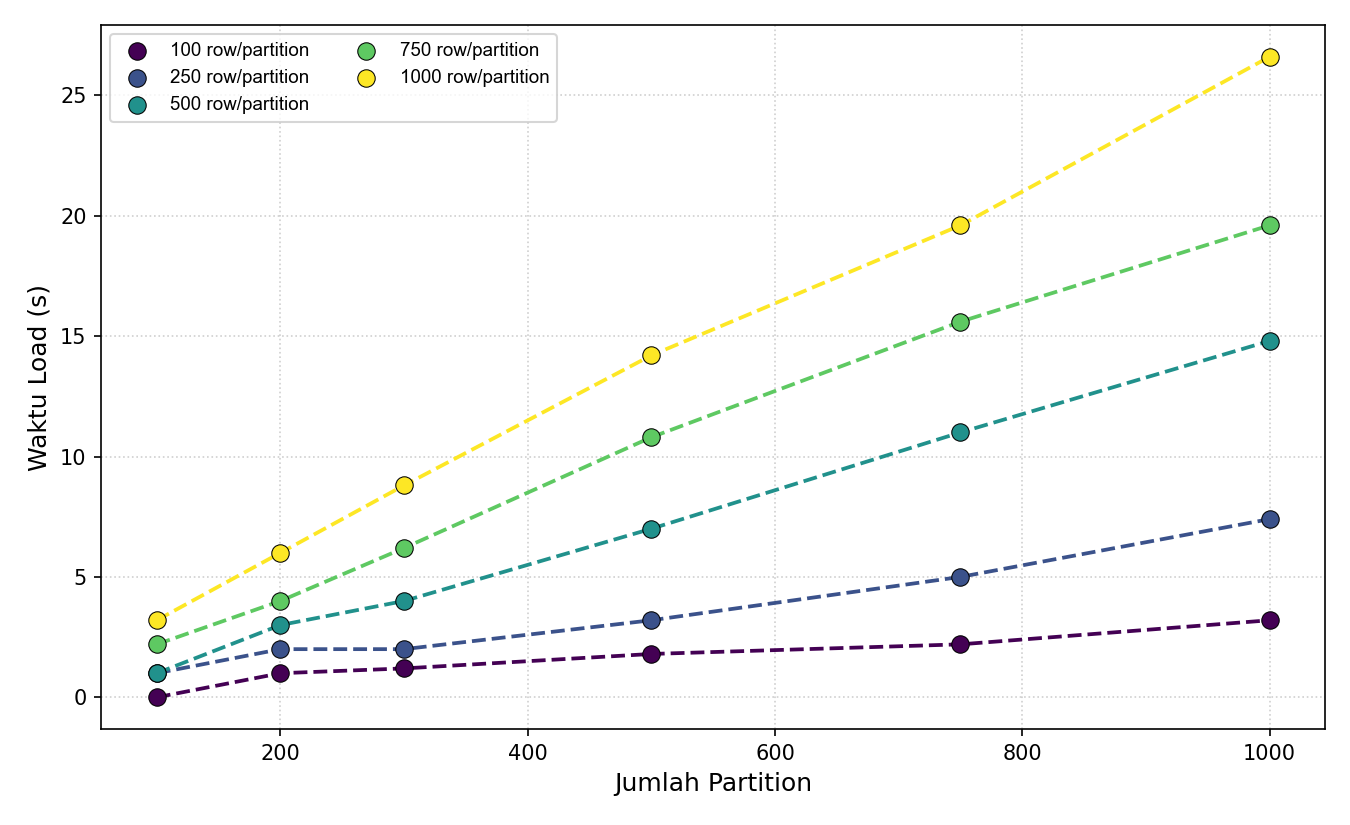 100 row/partition
250 row/partition
500 row/partition
750 row/partition
1000 row/partition
25
20
15
10
5
0
Waktu Load (s)
200 400 600 800 1000
Jumlah Partition